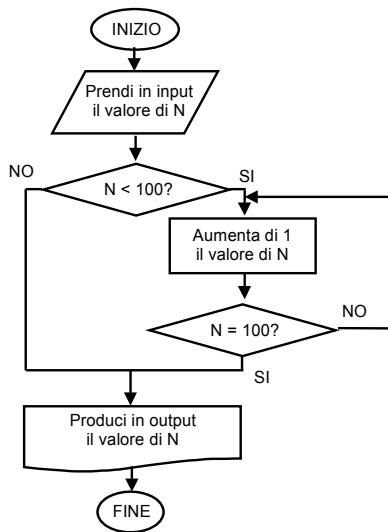 INIZIO
Prendi in input
il valore di N
NO
SI
N < 100?
Aumenta di 1
il valore di N
NO
N = 100?
SI
Produci in output
il valore di N
FINE